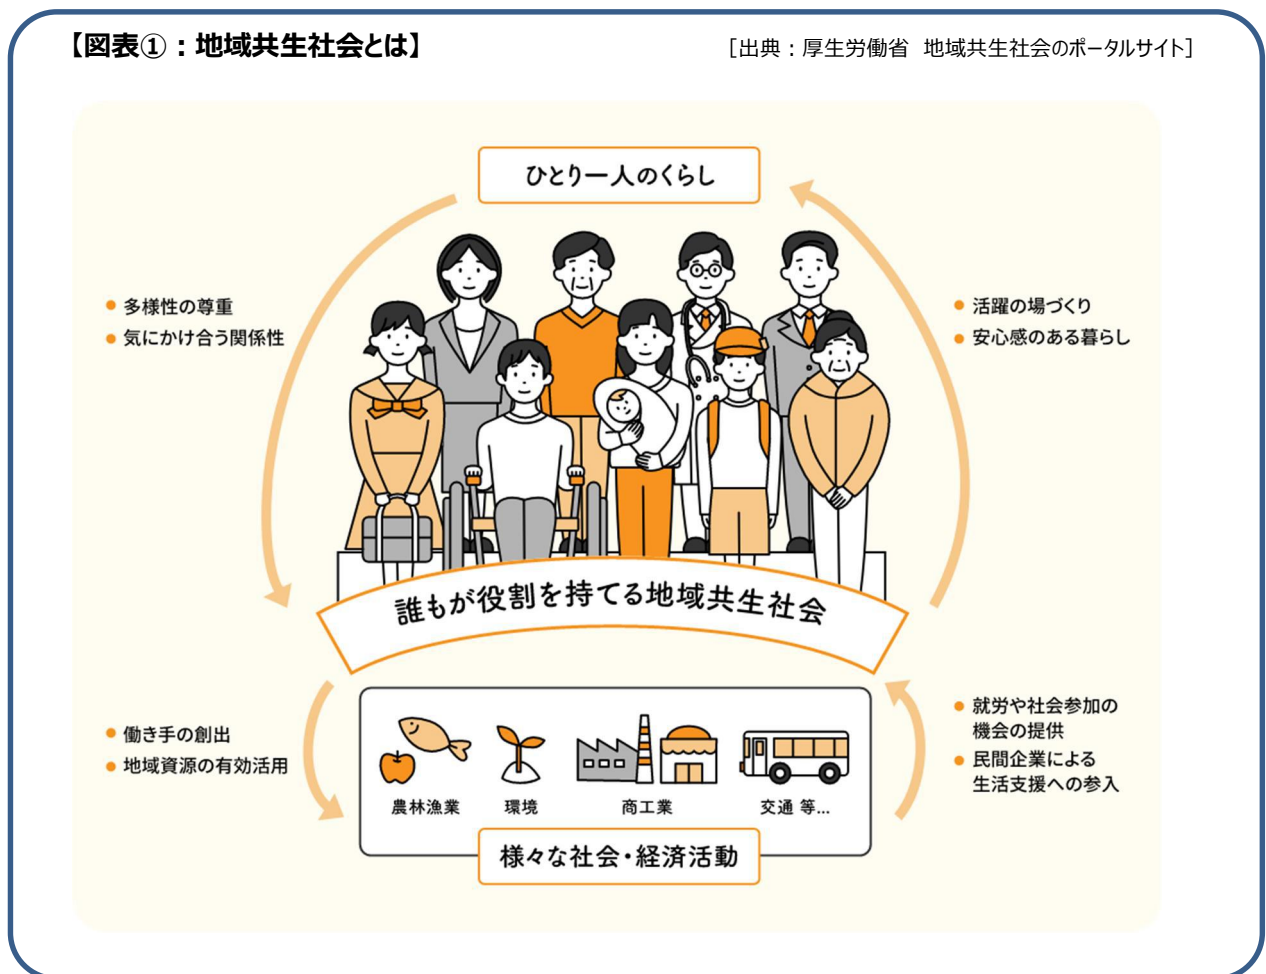 【図表①：地域共生社会とは】
［出典：厚生労働省　地域共生社会のポータルサイト］
ひとり一人のくらし
多様性の尊重
気にかけ合う関係性
活躍の場づくり
安心感のある暮らし
誰もが役割を持てる地域共生社会
働き手の創出
地域資源の有効活用
就労や社会参加の
機会の提供
民間企業による
生活支援への参入
農林漁業
環境
商工業
交通 等...
様々な社会・経済活動